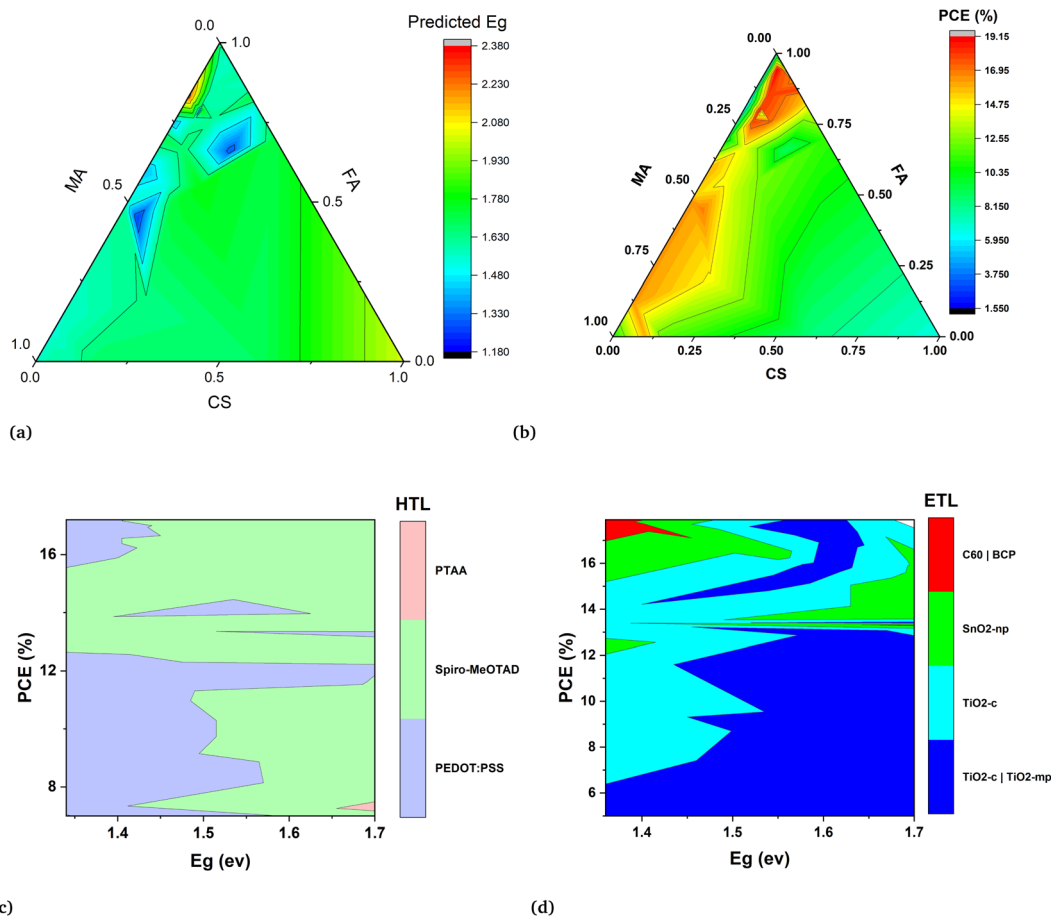 Predicted Eg
0.0
1.0
2.380
2.230
2.080
1.930
1.780
1.630
1.480
1.330
1.180
MA
FA
0.5
0.5
1.0
0.0
0.0
0.5
1.0
CS
(a)
PCE (%)
0.00
1.00
19.15
16.95
14.75
12.55
10.35
8.150
5.950
3.750
1.550
0.25
0.75
MA
FA
0.50
0.50
0.75
0.25
1.00
0.00
0.00
0.25
0.50
0.75
1.00
CS
(b)
HTL
PTAA
Spiro-MeOTAD
PEDOT:PSS
PCE (%)
16
12
8
1.4
1.5
1.6
1.7
Eg (ev)
c)
ETL
C60 | BCP
SnO2-np
TiO2-c
TiO2-c | TiO2-mp
PCE (%)
16
14
12
10
8
6
1.4
1.5
1.6
1.7
Eg (ev)
(d)